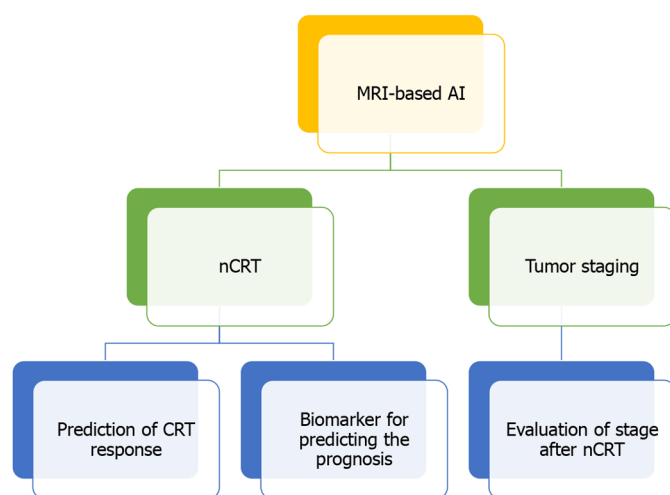 MRI-based AI
nCRT
Tumor staging
Prediction of CRT
response
Biomarker for
predicting the
prognosis
Evaluation of stage
after nCRT